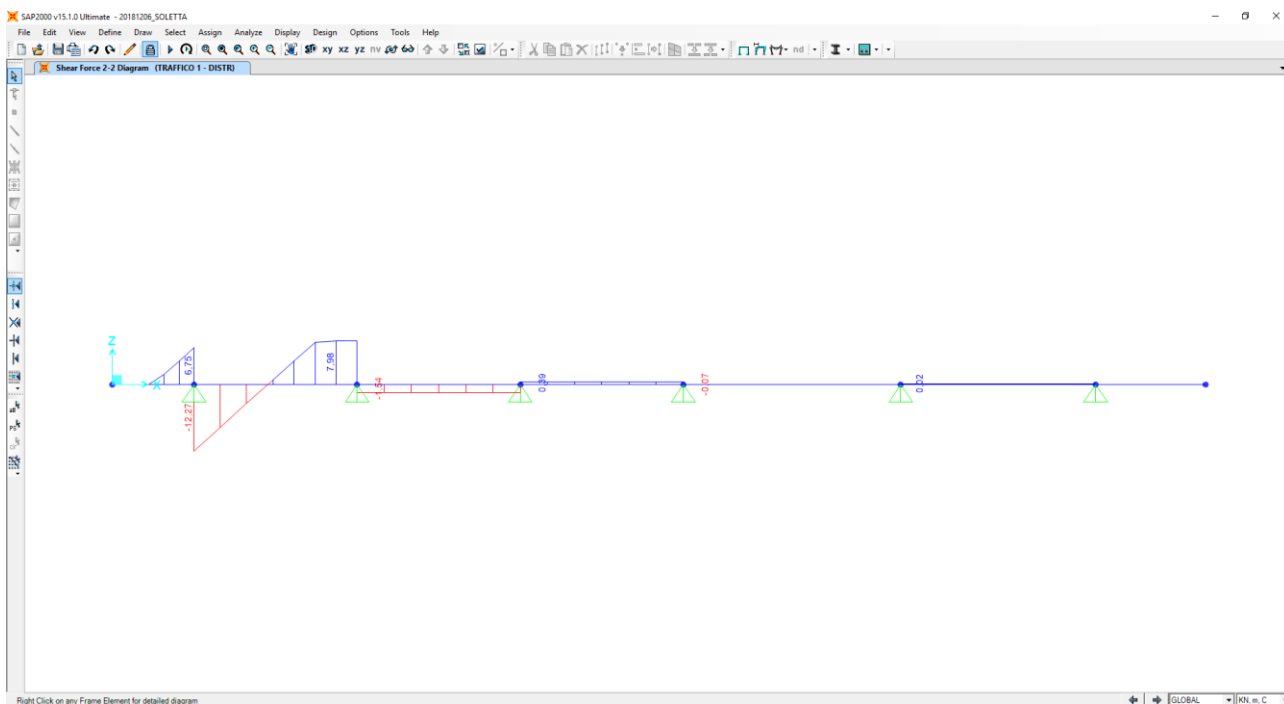 SAP2000 v15.1.0 Ultimate - 20181206_SOLETTA
File Edit View Define Draw Select Assign Analyze Display Design Options Tools Help
xy xz yz nv nd
Shear Force 2-2 Diagram (TRAFFICO 1 - DISTR)
Z
X
6,75
-12,27
7,98
-1,54
0,39
-0,07
0,02
Right Click on any Frame Element for detailed diagram
GLOBAL
KN, m, C